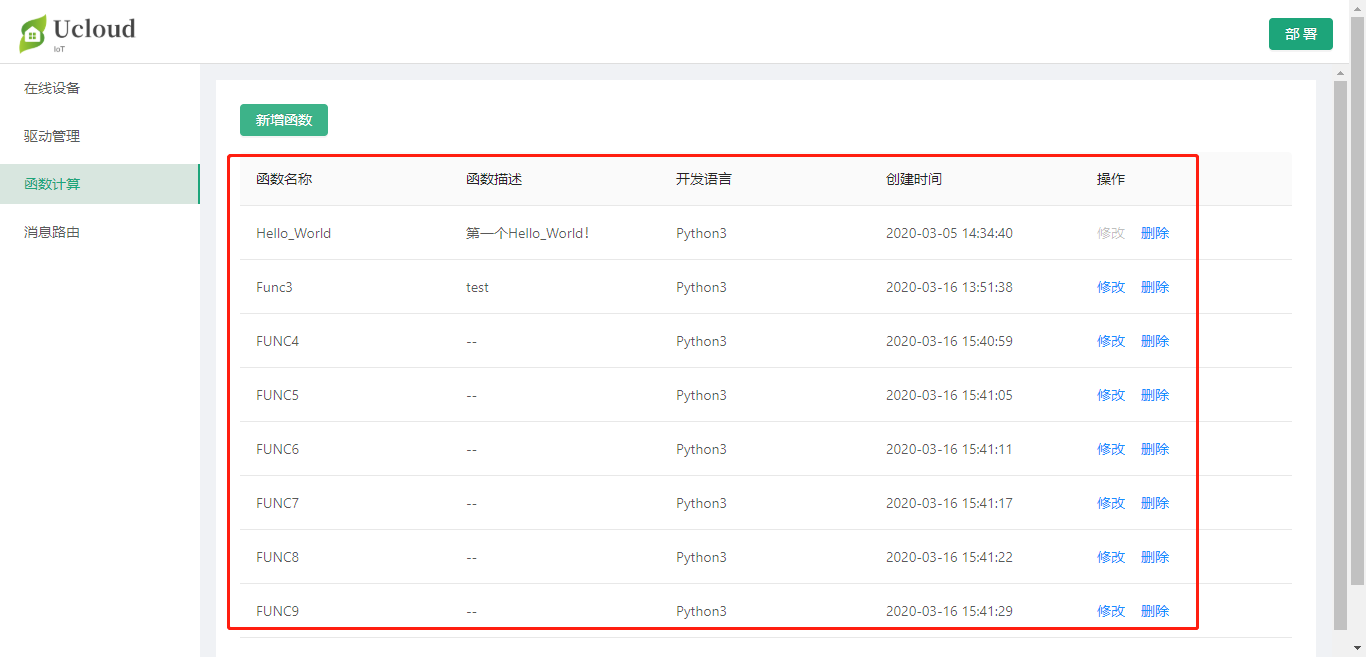 Ucloud
IoT
部 署
在线设备
驱动管理
函数计算
消息路由
新增函数
函数名称 函数描述 开发语言 创建时间 操作
Hello_World 第一个Hello_World! Python3 2020-03-05 14:34:40 修改 删除
Func3 test Python3 2020-03-16 13:51:38 修改 删除
FUNC4 -- Python3 2020-03-16 15:40:59 修改 删除
FUNC5 -- Python3 2020-03-16 15:41:05 修改 删除
FUNC6 -- Python3 2020-03-16 15:41:11 修改 删除
FUNC7 -- Python3 2020-03-16 15:41:17 修改 删除
FUNC8 -- Python3 2020-03-16 15:41:22 修改 删除
FUNC9 -- Python3 2020-03-16 15:41:29 修改 删除